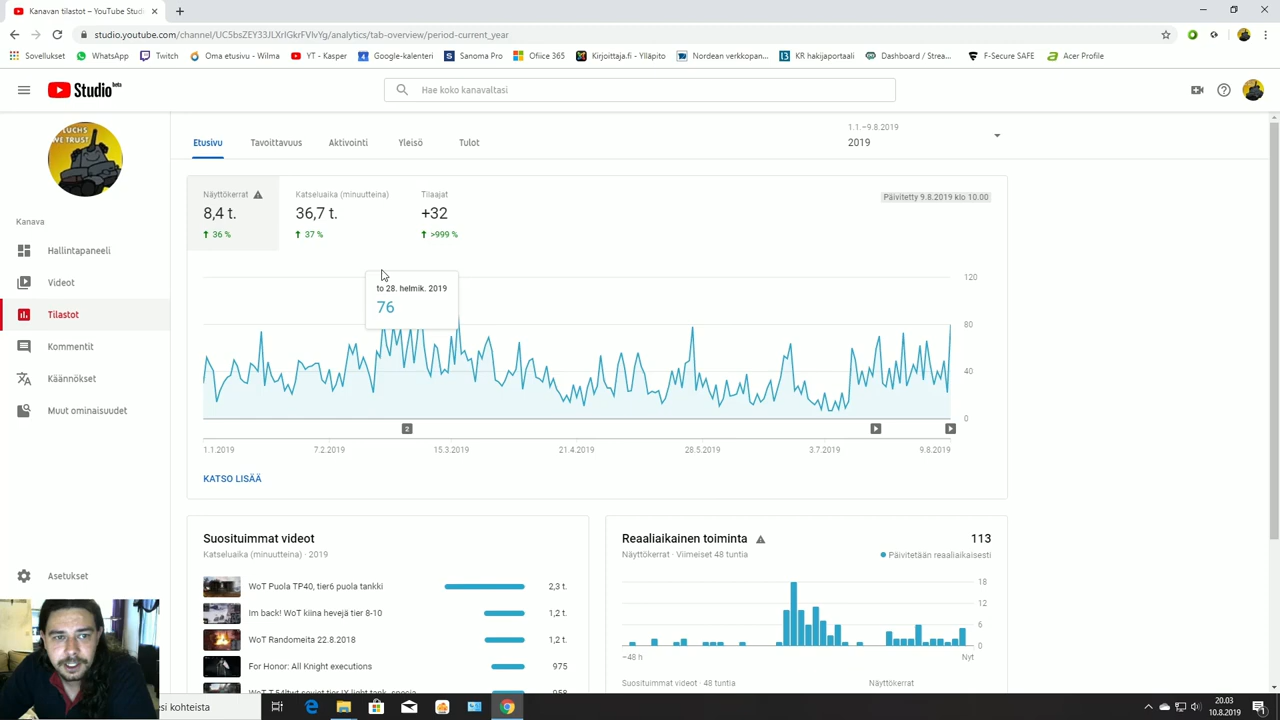 Kanavan tilastot – YouTube Studi
studio.youtube.com/channel/UC5bsZEY33JLXrIGkrFVIvYg/analytics/tab-overview/period-current_year
Sovellukset
WhatsApp
Twitch
Oma etusivu - Wilma
YT - Kasper
Google-kalenteri
Sanoma Pro
Office 365
Kirjoittaja.fi - Ylläpito
Nordean verkkopan...
KR hakijaportaali
Dashboard / Strea...
F-Secure SAFE
Acer Profile
Studio beta
Hae koko kanavaltasi
LUCHS
WE TRUST
Kanava
Hallintapaneeli
Videot
Tilastot
Kommentit
Käännökset
Muut ominaisuudet
Asetukset
Etusivu
Tavoittavuus
Aktivointi
Yleisö
Tulot
1.1.–9.8.2019
2019
Näyttökerrat
8,4 t.
36 %
Katseluaika (minuutteina)
36,7 t.
37 %
Tilaajat
+32
>999 %
Päivitetty 9.8.2019 klo 10.00
to 28. helmik. 2019
76
120
80
40
0
2
1.1.2019
7.2.2019
15.3.2019
21.4.2019
28.5.2019
3.7.2019
9.8.2019
KATSO LISÄÄ
Suosituimmat videot
Katseluaika (minuutteina) · 2019
WoT Puola TP40, tier6 puola tankki 2,3 t.
Im back! WoT kiina hevejä tier 8-10 1,2 t.
WoT Randomeita 22.8.2018 1,2 t.
For Honor: All Knight executions 975
Reaaliaikainen toiminta
113
Näyttökerrat · Viimeiset 48 tuntia
Päivitetään reaaliaikaisesti
18
12
6
0
−48 h
Nyt
Suosituimmat videot · 48 tuntia
Näyttökerrat
si kohteista
20.03
10.8.2019